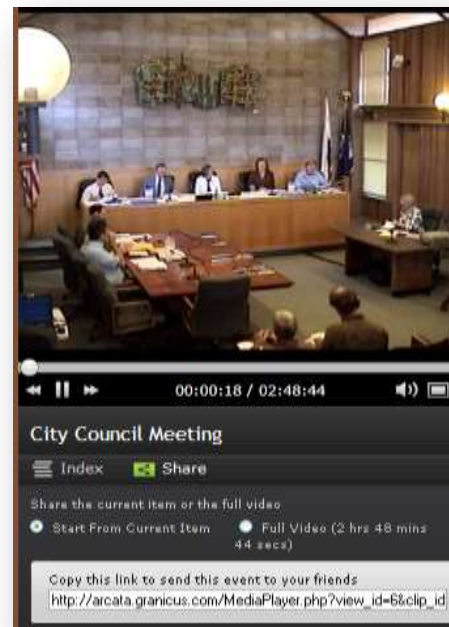 00:00:18 / 02:48:44
City Council Meeting
Index Share
Share the current item or the full video
Start From Current Item Full Video (2 hrs 48 mins
44 secs)
Copy this link to send this event to your friends
http://arcata.granicus.com/MediaPlayer.php?view_id=6&clip_id